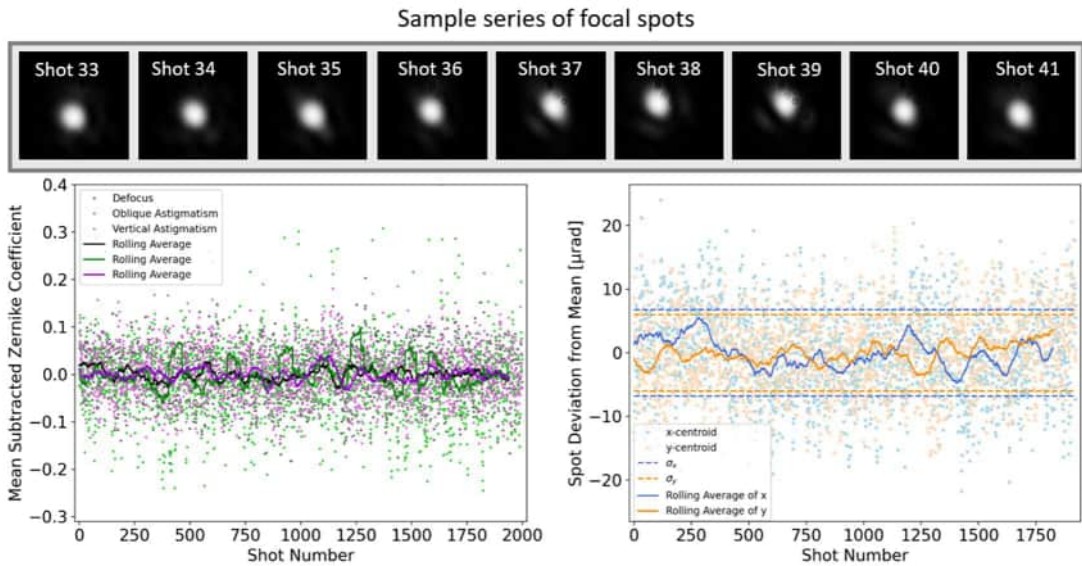 Sample series of focal spots
Shot 33
Shot 34
Shot 35
Shot 36
Shot 37
Shot 38
Shot 39
Shot 40
Shot 41
Mean Subtracted Zernike Coefficient
0.4
0.3
0.2
0.1
0.0
−0.1
−0.2
−0.3
Defocus
Oblique Astigmatism
Vertical Astigmatism
Rolling Average
Rolling Average
Rolling Average
0 250 500 750 1000 1250 1500 1750 2000
Shot Number
Spot Deviation from Mean [μrad]
20
10
0
−10
−20
x-centroid
y-centroid
σₓ
σᵧ
Rolling Average of x
Rolling Average of y
0 250 500 750 1000 1250 1500 1750
Shot Number